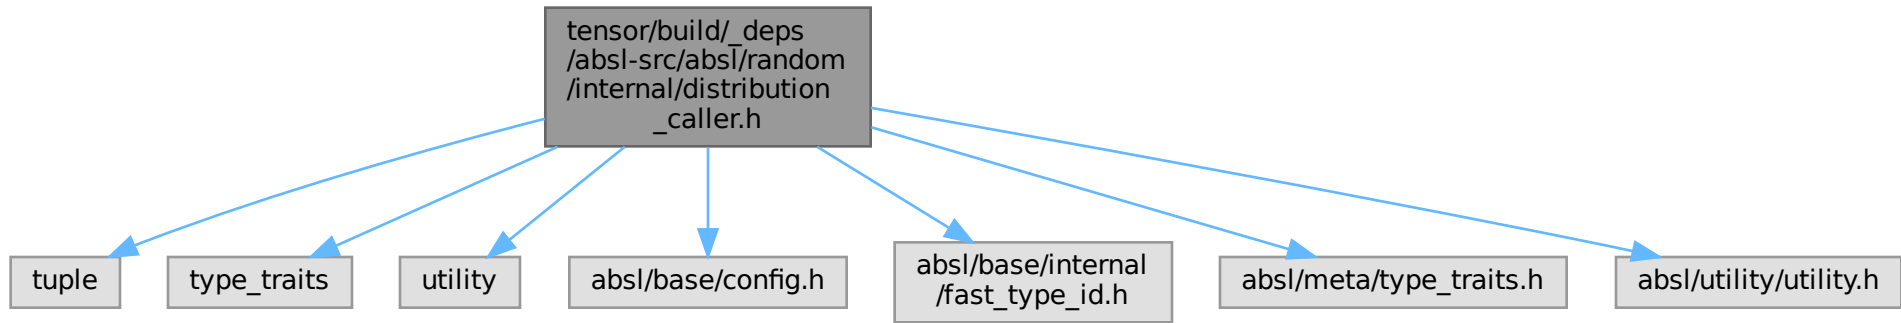 tensor/build/_deps
/absl-src/absl/random
/internal/distribution
_caller.h
tuple
type_traits
utility
absl/base/config.h
absl/base/internal
/fast_type_id.h
absl/meta/type_traits.h
absl/utility/utility.h